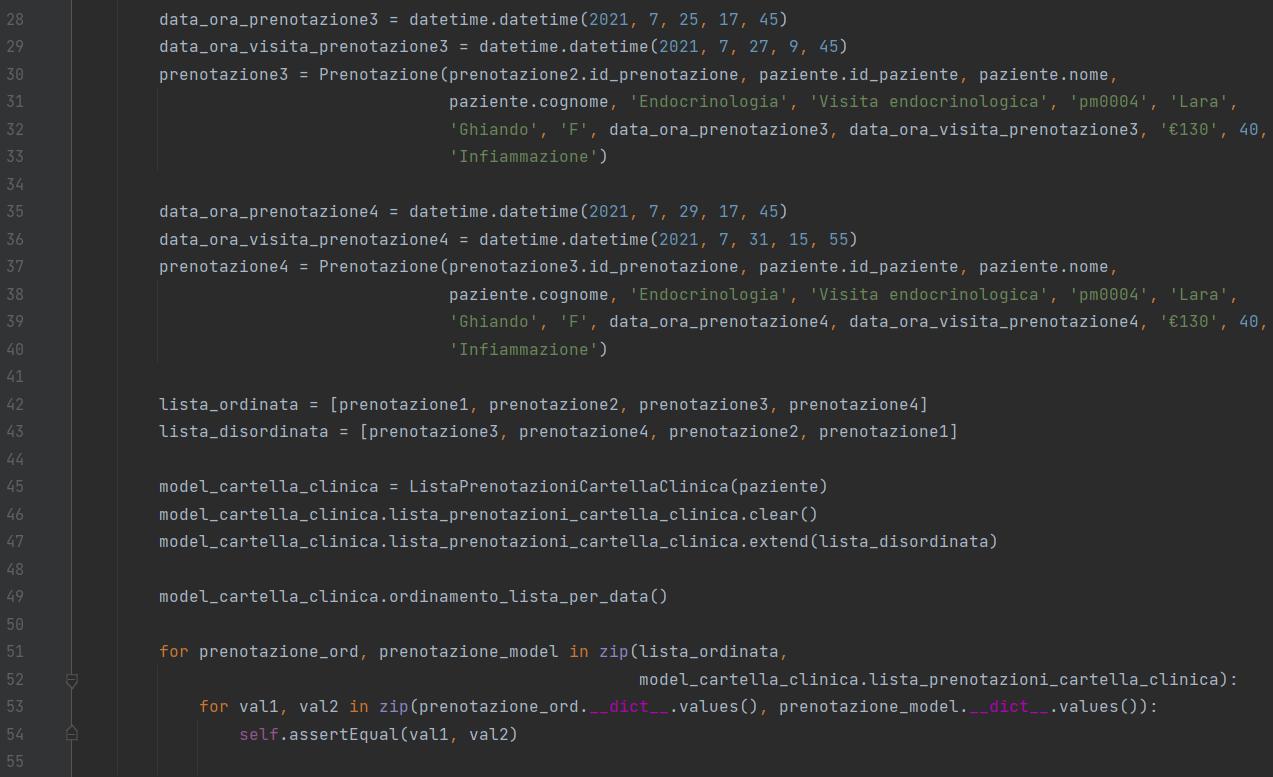 28 data_ora_prenotazione3 = datetime.datetime(2021, 7, 25, 17, 45)
29 data_ora_visita_prenotazione3 = datetime.datetime(2021, 7, 27, 9, 45)
30 prenotazione3 = Prenotazione(prenotazione2.id_prenotazione, paziente.id_paziente, paziente.nome,
31 paziente.cognome, 'Endocrinologia', 'Visita endocrinologica', 'pm0004', 'Lara',
32 'Ghiando', 'F', data_ora_prenotazione3, data_ora_visita_prenotazione3, '€130', 40,
33 'Infiammazione')
34
35 data_ora_prenotazione4 = datetime.datetime(2021, 7, 29, 17, 45)
36 data_ora_visita_prenotazione4 = datetime.datetime(2021, 7, 31, 15, 55)
37 prenotazione4 = Prenotazione(prenotazione3.id_prenotazione, paziente.id_paziente, paziente.nome,
38 paziente.cognome, 'Endocrinologia', 'Visita endocrinologica', 'pm0004', 'Lara',
39 'Ghiando', 'F', data_ora_prenotazione4, data_ora_visita_prenotazione4, '€130', 40,
40 'Infiammazione')
41
42 lista_ordinata = [prenotazione1, prenotazione2, prenotazione3, prenotazione4]
43 lista_disordinata = [prenotazione3, prenotazione4, prenotazione2, prenotazione1]
44
45 model_cartella_clinica = ListaPrenotazioniCartellaClinica(paziente)
46 model_cartella_clinica.lista_prenotazioni_cartella_clinica.clear()
47 model_cartella_clinica.lista_prenotazioni_cartella_clinica.extend(lista_disordinata)
48
49 model_cartella_clinica.ordinamento_lista_per_data()
50
51 for prenotazione_ord, prenotazione_model in zip(lista_ordinata,
52 model_cartella_clinica.lista_prenotazioni_cartella_clinica):
53 for val1, val2 in zip(prenotazione_ord.__dict__.values(), prenotazione_model.__dict__.values()):
54 self.assertEqual(val1, val2)
55